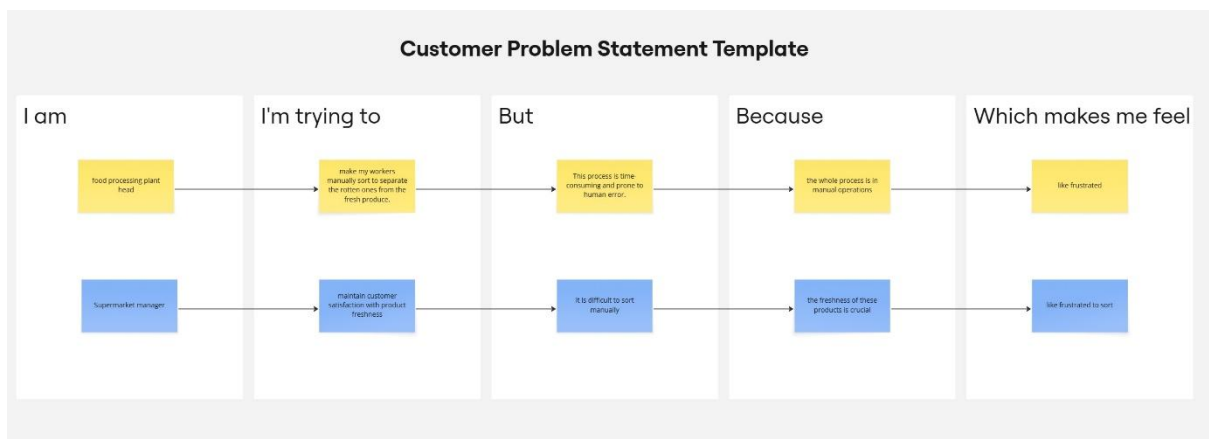 Customer Problem Statement Template
I am
I'm trying to
But
Because
Which makes me feel
food processing plant
head
make my workers
manually sort to separate
the rotten ones from the
fresh produce.
This process is time
consuming and prone to
human error.
the whole process is in
manual operations
like frustrated
Supermarket manager
maintain customer
satisfaction with product
freshness
it is difficult to sort
manually
the freshness of these
products is crucial
like frustrated to sort